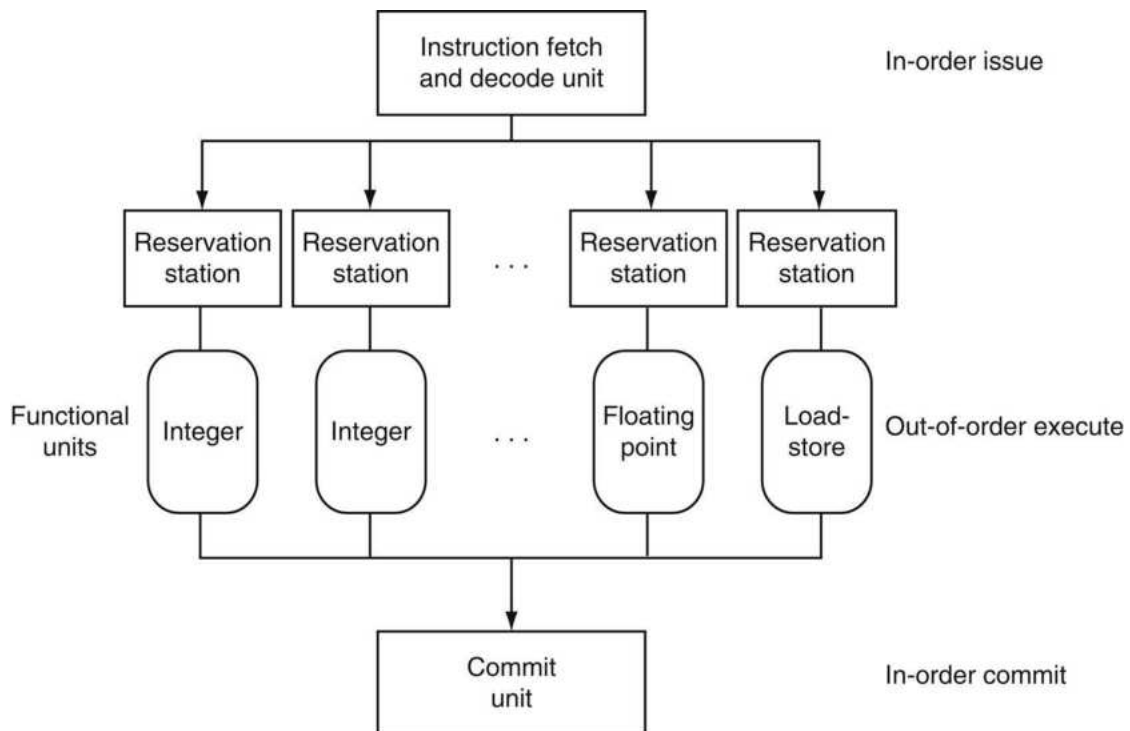 Instruction fetch
and decode unit
In-order issue
Reservation
station
Reservation
station
. . .
Reservation
station
Reservation
station
Functional
units
Integer
Integer
. . .
Floating
point
Load-
store
Out-of-order execute
Commit
unit
In-order commit